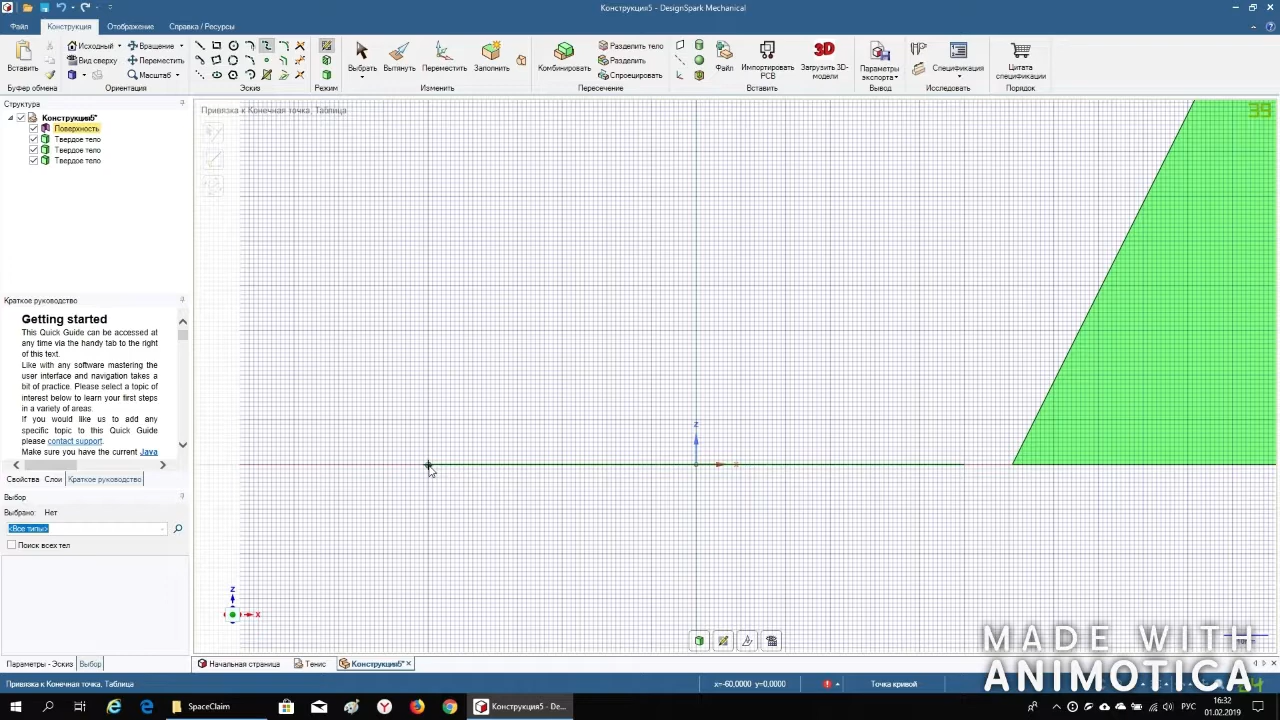 Конструкция5 - DesignSpark Mechanical
Файл Конструкция Отображение Справка / Ресурсы
Вставить
Исходный Вращение
Вид сверху Переместить
Масштаб
Выбрать Вытянуть Переместить Заполнить
Комбинировать
Разделить тело
Разделить
Спроецировать
Файл Импортировать PCB
3D
Загрузить 3D-модели
Параметры экспорта
Спецификация
Цитата спецификации
Буфер обмена Ориентация Эскиз Режим Изменить Пересечение Вставить Вывод Исследовать Порядок
Структура
Конструкция5*
Поверхность
Твердое тело
Твердое тело
Твердое тело
Привязка к Конечная точка, Таблица
39
Краткое руководство
Getting started
This Quick Guide can be accessed
at any time via the handy tab to the right
of this text.
Like with any software mastering the
user interface and navigation takes a
bit of practice. Please select a topic of
interest below to learn your first steps
in a variety of areas.
If you would like us to add any
specific topic to this Quick Guide
please contact support.
Make sure you have the current Java
Свойства Слои Краткое руководство
Выбор
Выбрано: Нет
<Все типы>
Поиск всех тел
z
z
x
Параметры - Эскиз Выбор
Начальная страница Тенис Конструкция5*
MADE WITH
ANIMOTICA
Привязка к Конечная точка, Таблица
x=-60,0000 y=0,0000
Точка кривой
SpaceClaim
Конструкция5 - De...
РУС
16:32
01.02.2019